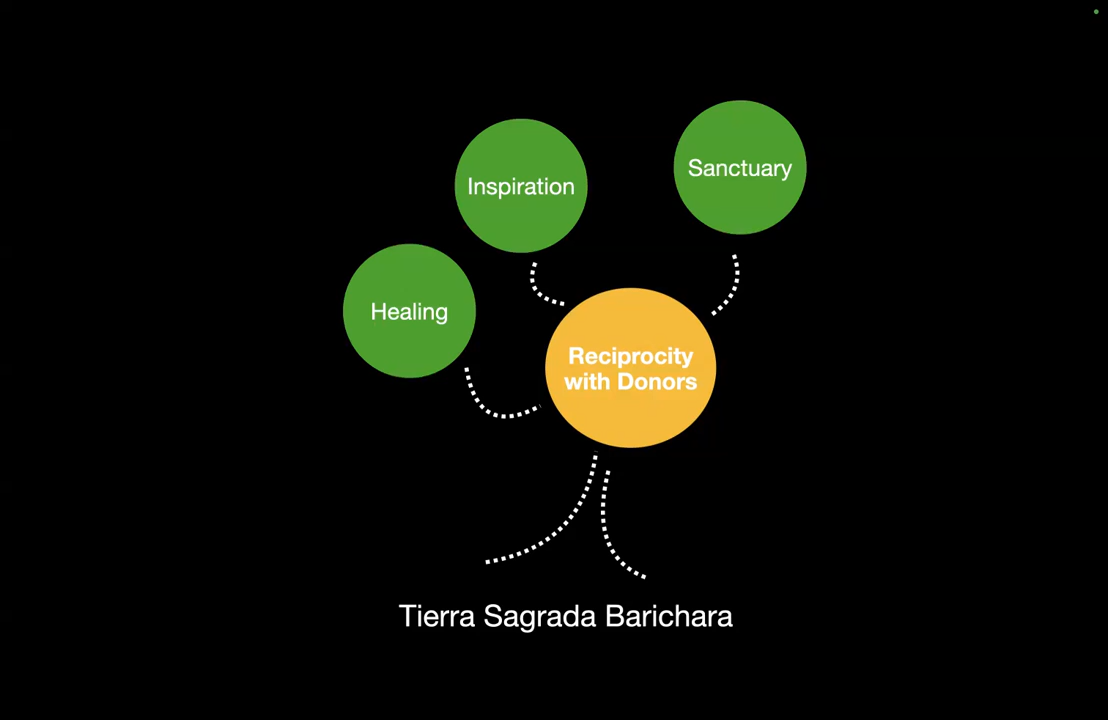 Sanctuary
Inspiration
Healing
Reciprocity
with Donors
Tierra Sagrada Barichara